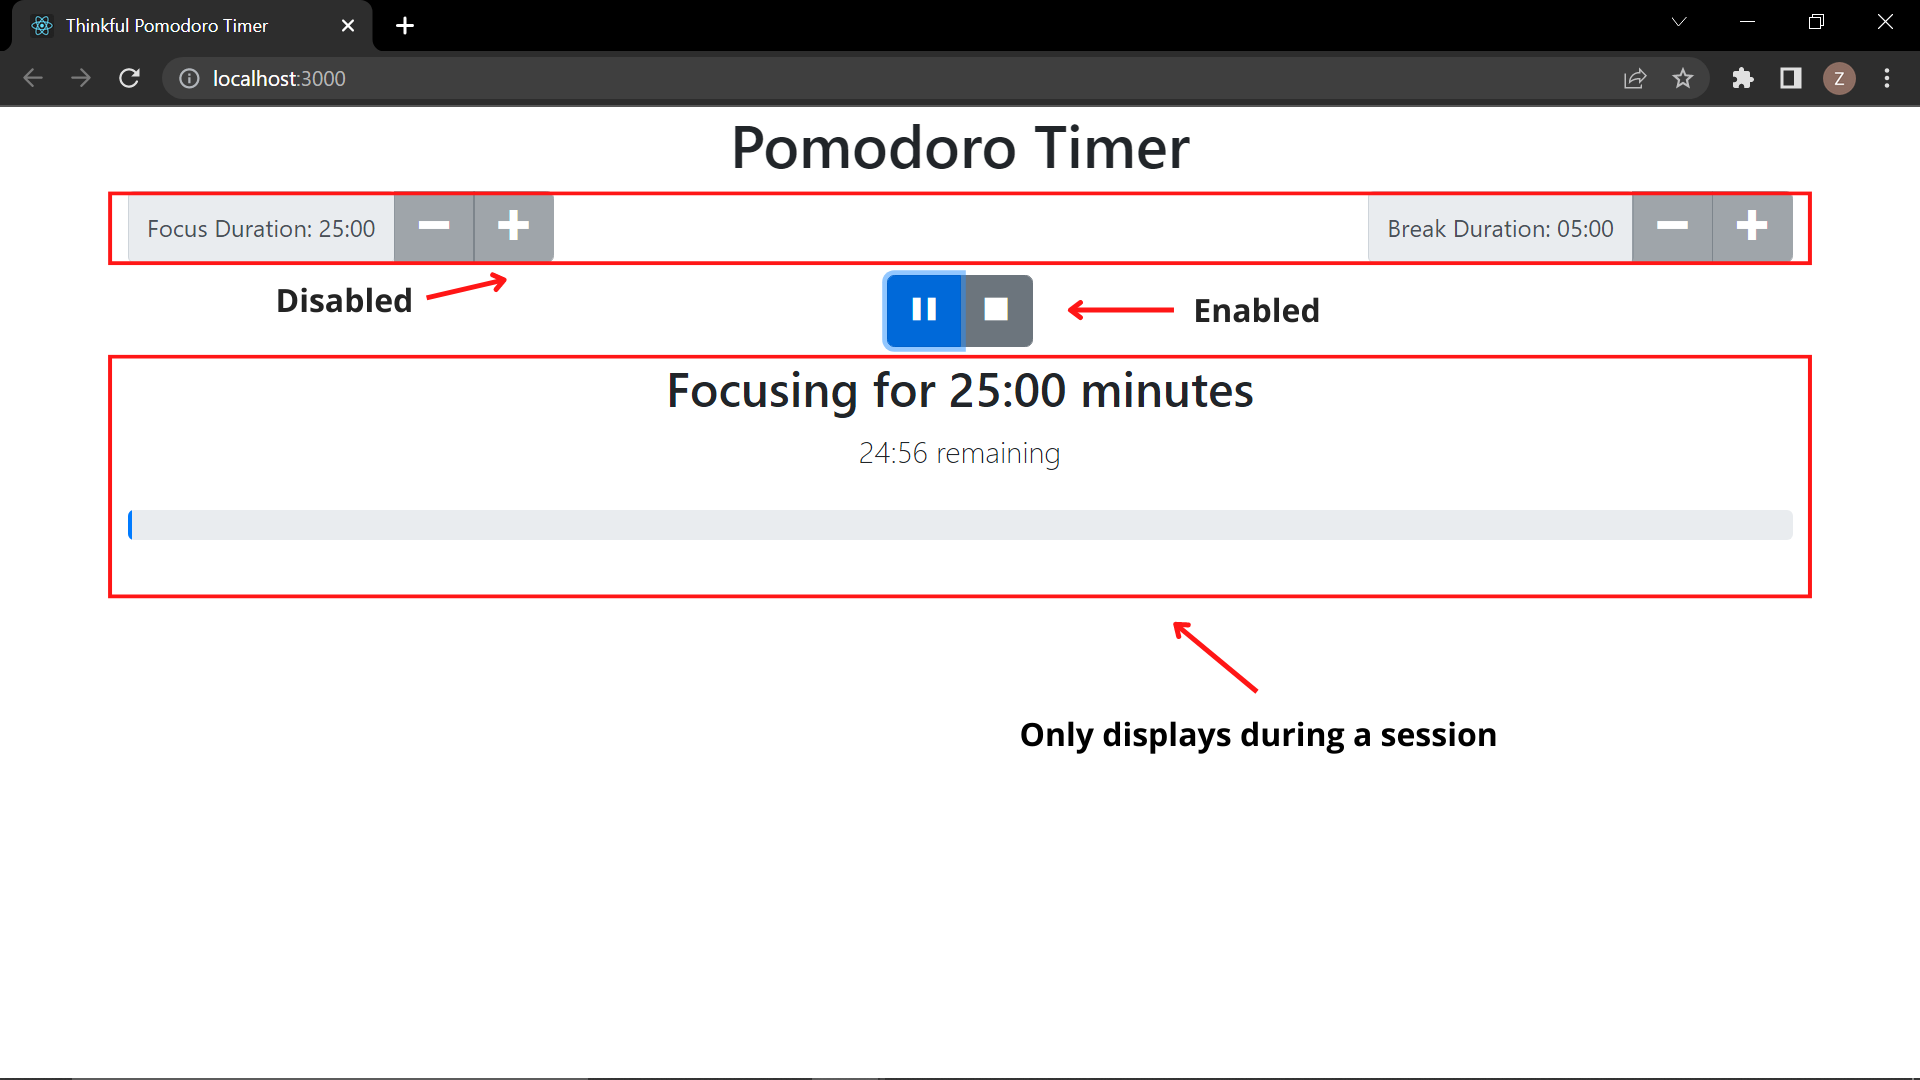 Thinkful Pomodoro Timer
localhost:3000
Z
Pomodoro Timer
Focus Duration: 25:00
Break Duration: 05:00
Disabled
Enabled
Focusing for 25:00 minutes
24:56 remaining
Only displays during a session